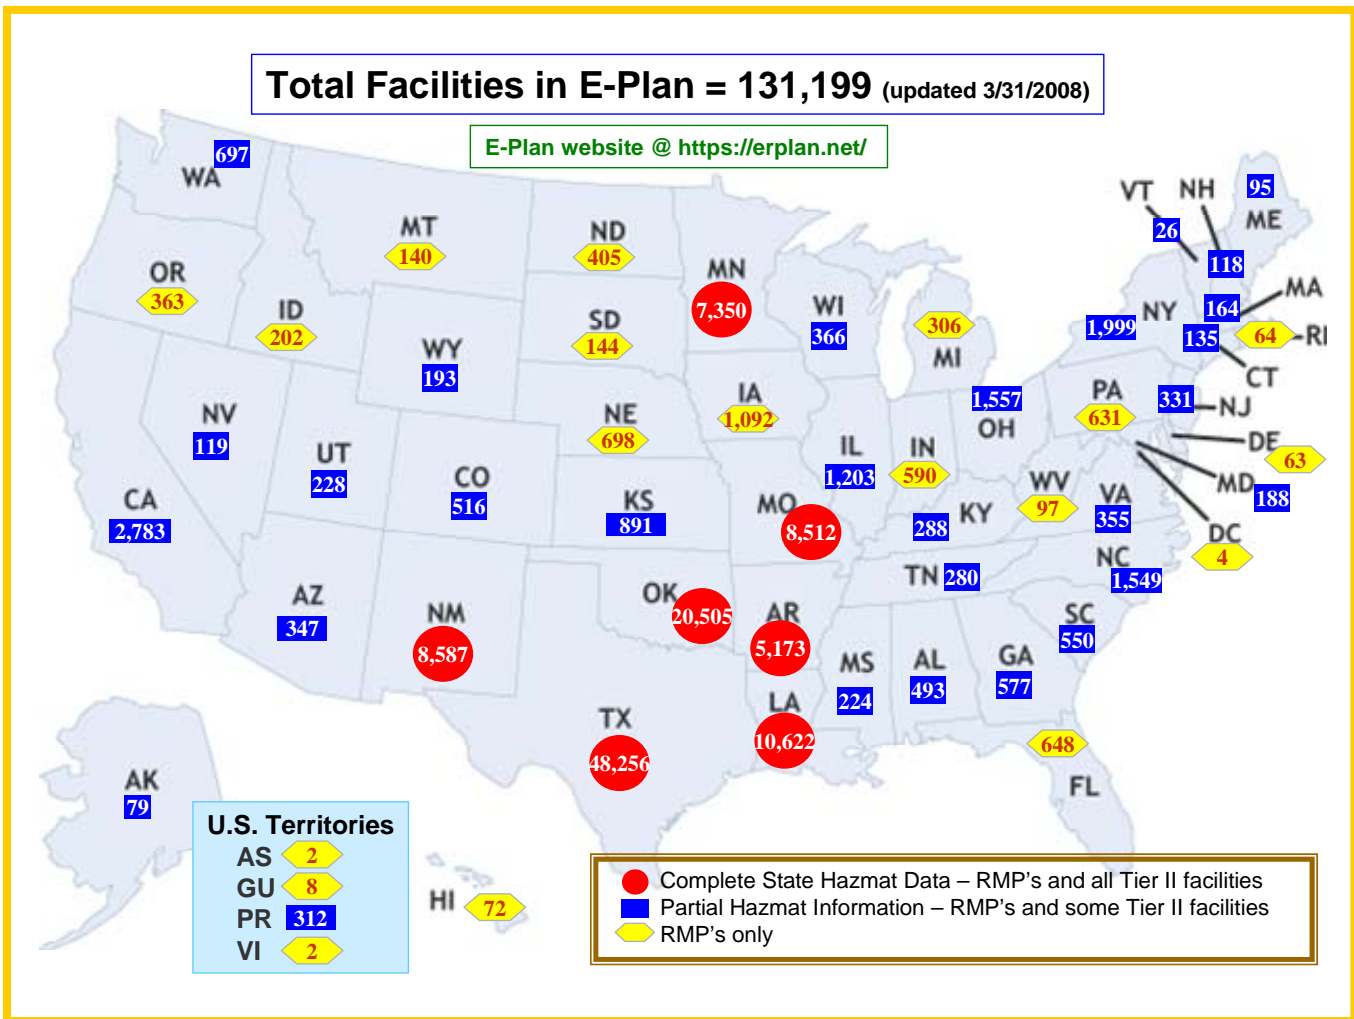 Total Facilities in E-Plan = 131,199 (updated 3/31/2008)
E-Plan website @ https://erplan.net/
WA 697
MT 140
ND 405
MN 7,350
OR 363
ID 202
WY 193
SD 144
WI 366
306 MI
VT 26
NH 118
95 ME
NY 1,999
MA 164
RI 64
CT 135
NV 119
UT 228
CO 516
NE 698
IA 1,092
IL 1,203
IN 590
1,557 OH
PA 631
331 NJ
DE 63
MD 188
DC 4
CA 2,783
KS 891
MO 8,512
288 KY
WV 97
VA 355
TN 280
NC 1,549
AZ 347
NM 8,587
OK 20,505
AR 5,173
SC 550
MS 224
AL 493
GA 577
TX 48,256
LA 10,622
648 FL
AK 79
HI 72
U.S. Territories
AS 2
GU 8
PR 312
VI 2
Complete State Hazmat Data – RMP's and all Tier II facilities
Partial Hazmat Information – RMP's and some Tier II facilities
RMP's only